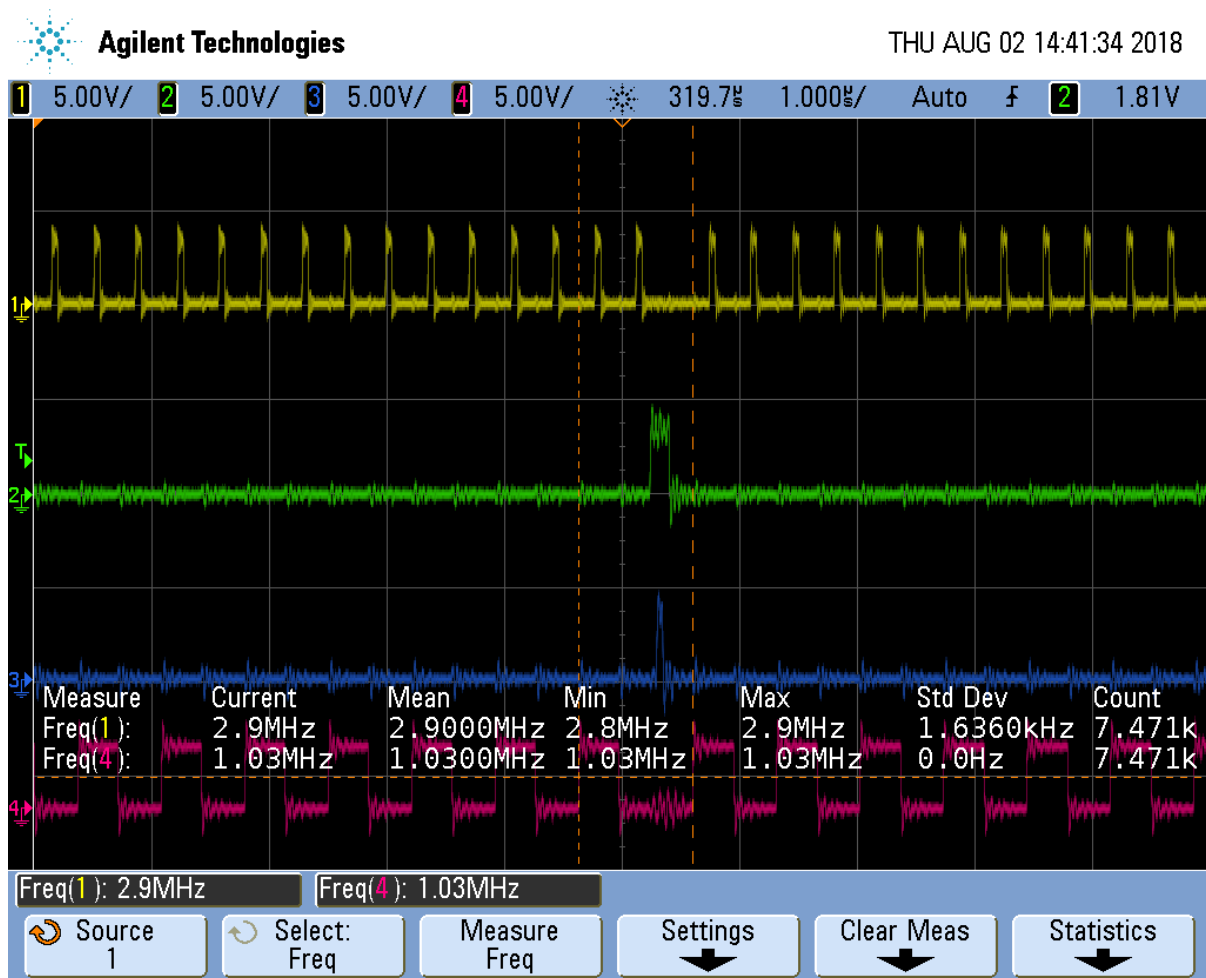 Agilent Technologies
THU AUG 02 14:41:34 2018
1 5.00V/ 2 5.00V/ 3 5.00V/ 4 5.00V/ 319.7µs 1.000µs/ Auto 2 1.81V
1
T
2
3
Measure Current Mean Min Max Std Dev Count
Freq(1): 2.9MHz 2.9000MHz 2.8MHz 2.9MHz 1.6360kHz 7.471k
Freq(4): 1.03MHz 1.0300MHz 1.03MHz 1.03MHz 0.0Hz 7.471k
4
Freq(1): 2.9MHz Freq(4): 1.03MHz
Source Select: Measure Settings Clear Meas Statistics
1 Freq Freq